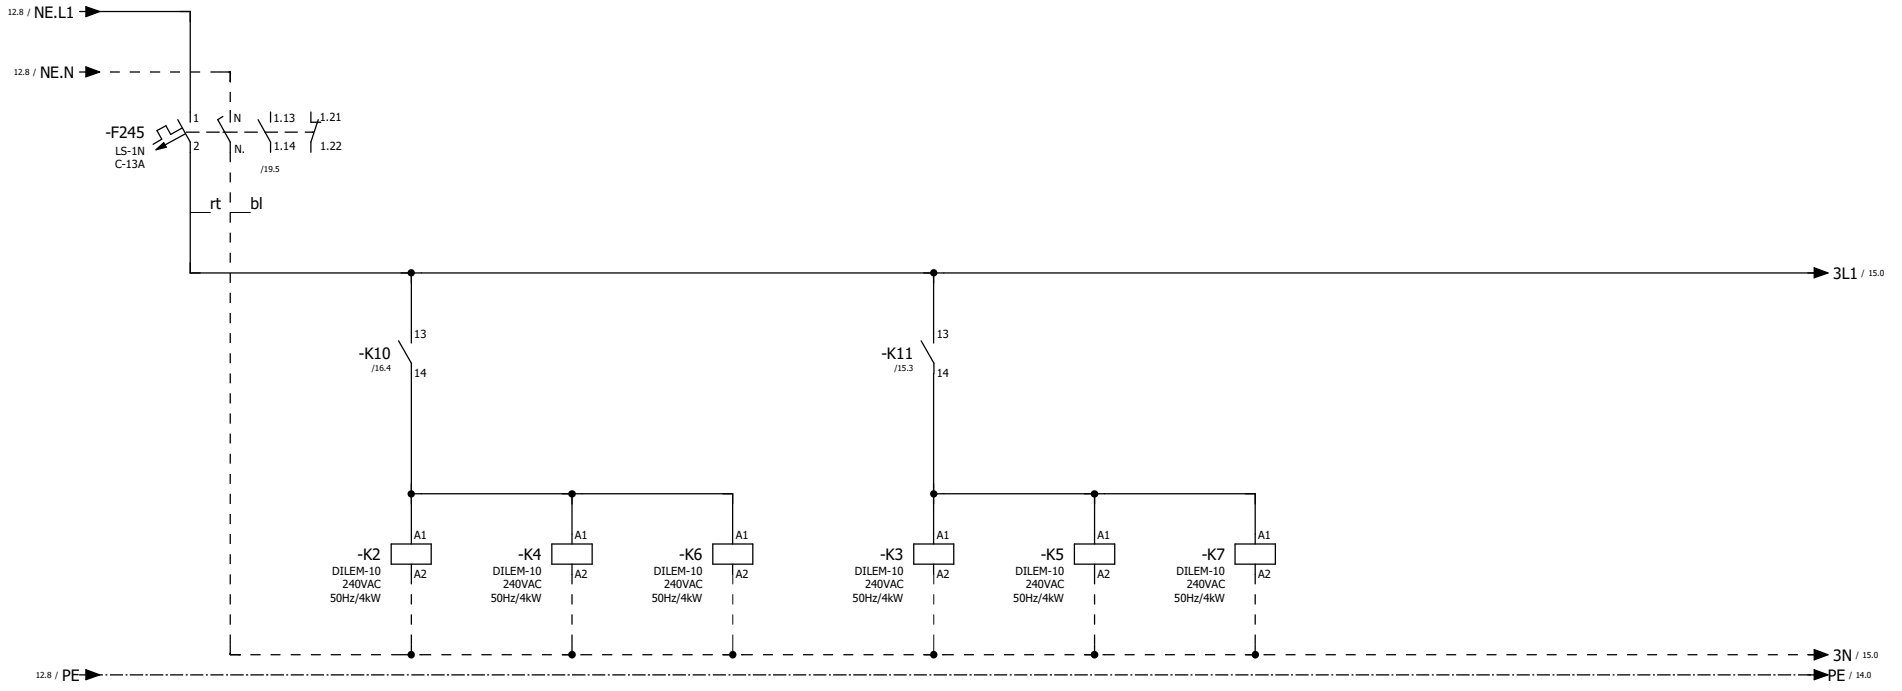 12.8 / NE.L1
12.8 / NE.N
1 N 1.13 1.21
-F245
2 N. 1.14 1.22
LS-1N
C-13A
/19.5
rt bl
3L1 / 15.0
13 13
-K10 -K11
/16.4 /15.3
14 14
A1 A1 A1 A1 A1 A1
-K2 -K4 -K6 -K3 -K5 -K7
DILEM-10 DILEM-10 DILEM-10 DILEM-10 DILEM-10 DILEM-10
A2 A2 A2 A2 A2 A2
240VAC 240VAC 240VAC 240VAC 240VAC 240VAC
50Hz/4kW 50Hz/4kW 50Hz/4kW 50Hz/4kW 50Hz/4kW 50Hz/4kW
3N / 15.0
12.8 / PE PE / 14.0